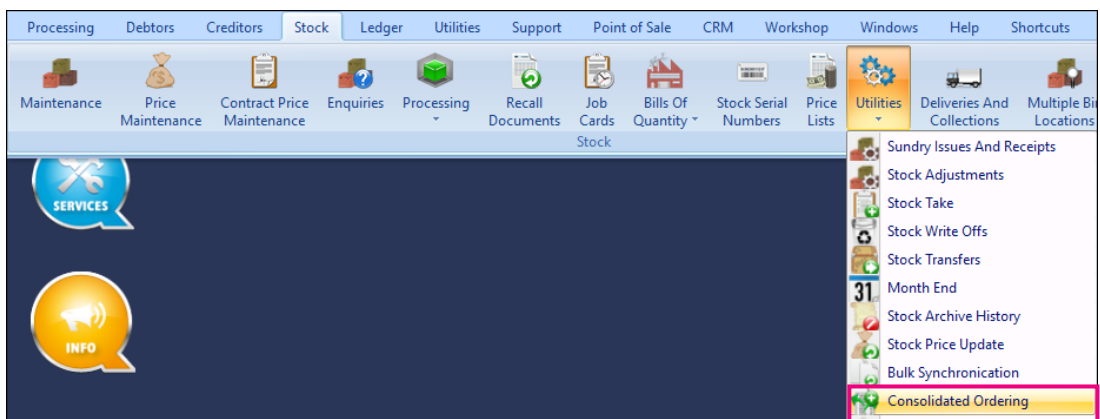 Processing Debtors Creditors Stock Ledger Utilities Support Point of Sale CRM Workshop Windows Help Shortcuts
Maintenance Price Contract Price Enquiries Processing Recall Job Bills Of Stock Serial Price Utilities Deliveries And Multiple Bi
Maintenance Maintenance Documents Cards Quantity Numbers Lists Collections Locations
Stock
Sundry Issues And Receipts
Stock Adjustments
SERVICES
Stock Take
Stock Write Offs
Stock Transfers
31 Month End
Stock Archive History
INFO
Stock Price Update
Bulk Synchronication
Consolidated Ordering